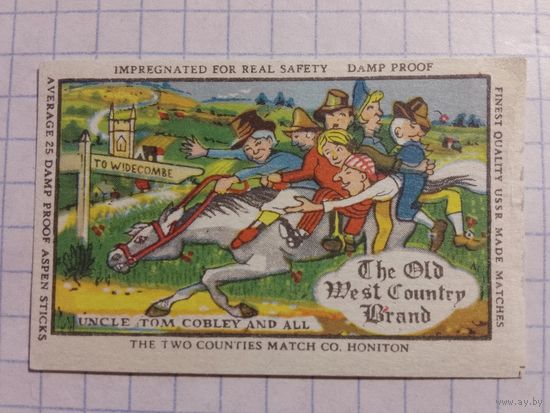 IMPREGNATED FOR REAL SAFETY DAMP PROOF
AVERAGE 25 DAMP PROOF ASPEN STICKS
FINEST QUALITY USSR MADE MATCHES
TO WIDECOMBE
The Old
West Country
Brand
UNCLE TOM COBLEY AND ALL
THE TWO COUNTIES MATCH CO. HONITON
www.ay.by